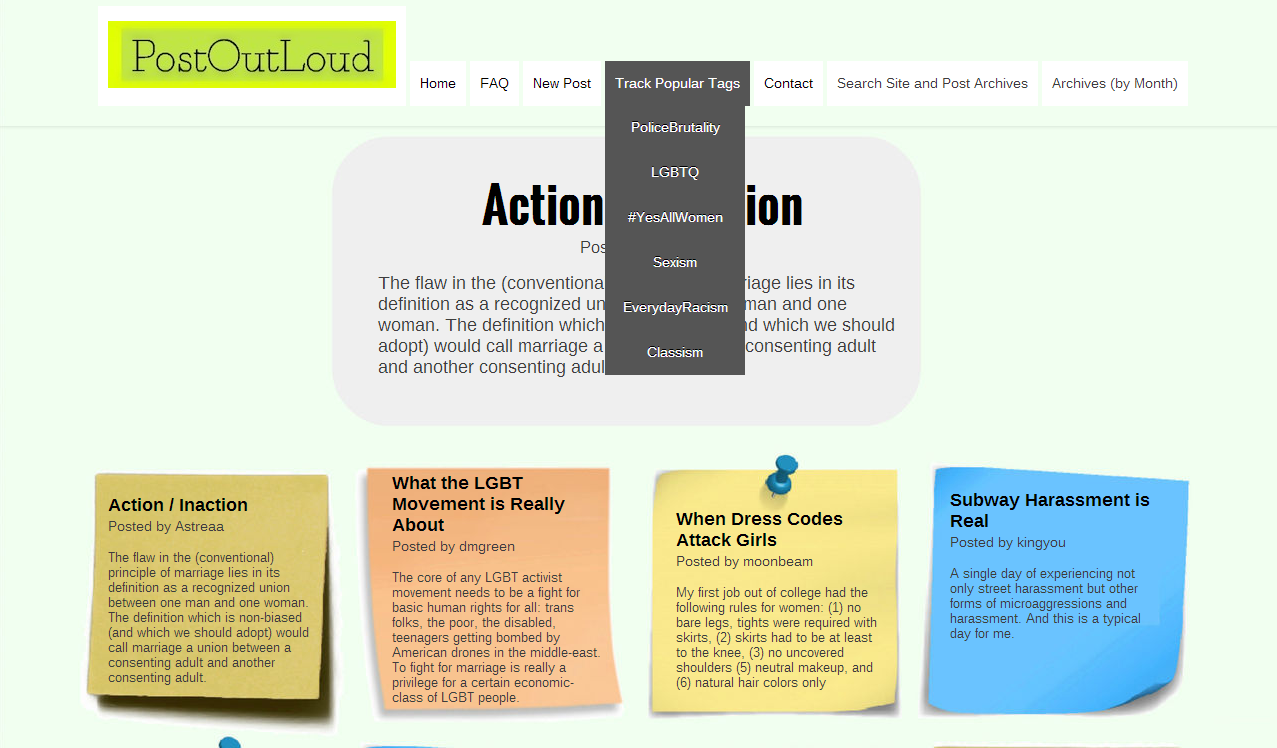 PostOutLoud
Home FAQ New Post Track Popular Tags Contact Search Site and Post Archives Archives (by Month)
PoliceBrutality
LGBTQ
#YesAllWomen
Sexism
EverydayRacism
Classism
Action ion
Pos
The flaw in the (conventiona riage lies in its
definition as a recognized un man and one
woman. The definition which nd which we should
adopt) would call marriage a consenting adult
and another consenting adul
Action / Inaction
Posted by Astreaa
The flaw in the (conventional)
principle of marriage lies in its
definition as a recognized union
between one man and one woman.
The definition which is non-biased
(and which we should adopt) would
call marriage a union between a
consenting adult and another
consenting adult.
What the LGBT
Movement is Really
About
Posted by dmgreen
The core of any LGBT activist
movement needs to be a fight for
basic human rights for all: trans
folks, the poor, the disabled,
teenagers getting bombed by
American drones in the middle-east.
To fight for marriage is really a
privilege for a certain economic-
class of LGBT people.
When Dress Codes
Attack Girls
Posted by moonbeam
My first job out of college had the
following rules for women: (1) no
bare legs, tights were required with
skirts, (2) skirts had to be at least
to the knee, (3) no uncovered
shoulders (5) neutral makeup, and
(6) natural hair colors only
Subway Harassment is
Real
Posted by kingyou
A single day of experiencing not
only street harassment but other
forms of microaggressions and
harassment. And this is a typical
day for me.